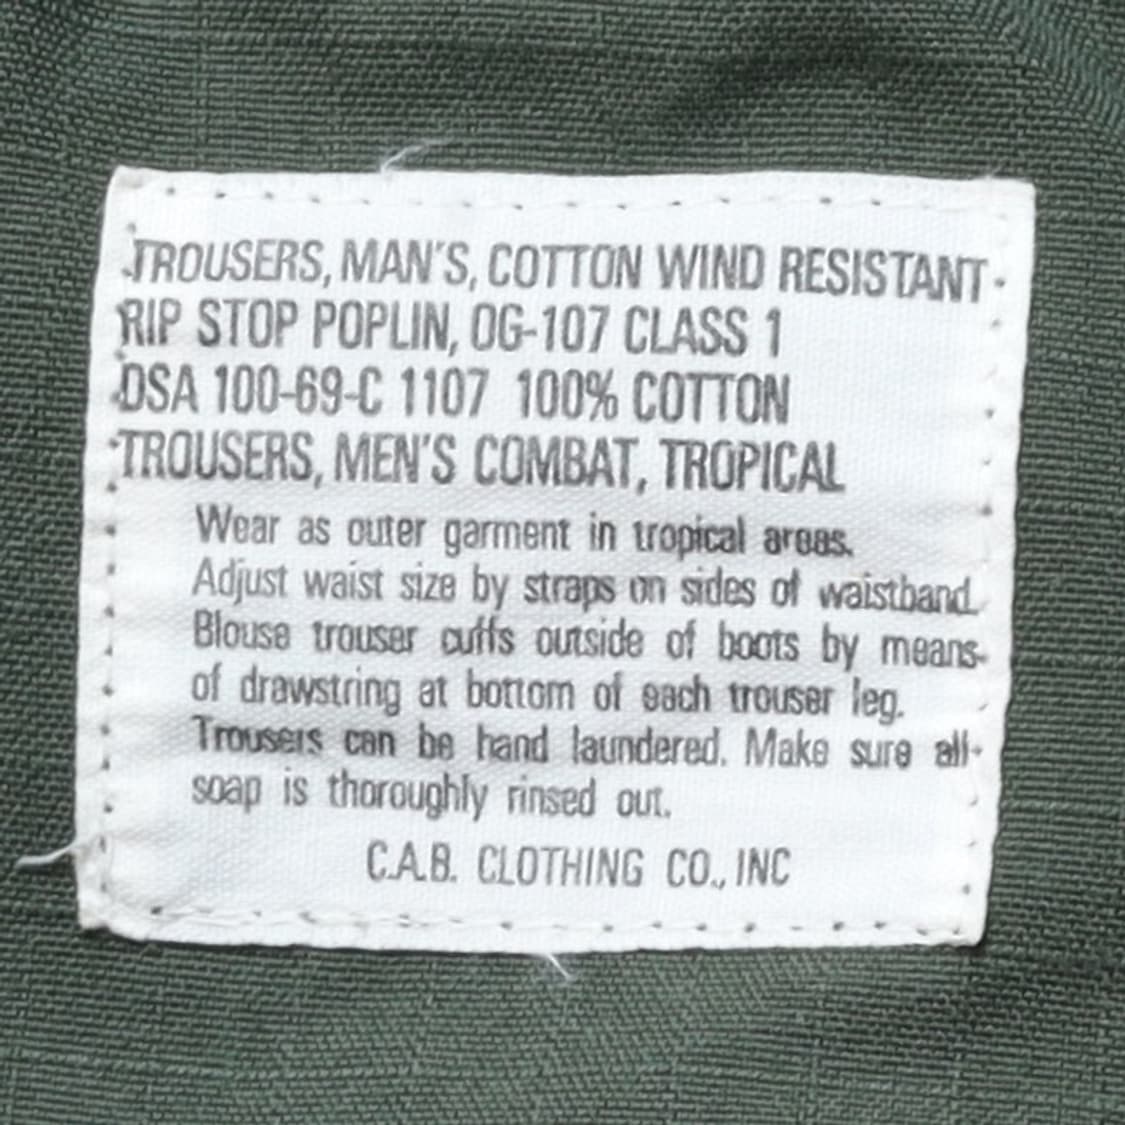 TROUSERS, MAN'S, COTTON WIND RESISTANT
RIP STOP POPLIN, OG-107 CLASS 1
DSA 100-69-C 1107 100% COTTON
TROUSERS, MEN'S COMBAT, TROPICAL
Wear as outer garment in tropical areas.
Adjust waist size by straps on sides of waistband.
Blouse trouser cuffs outside of boots by means
of drawstring at bottom of each trouser leg.
Trousers can be hand laundered. Make sure all
soap is thoroughly rinsed out.
C.A.B. CLOTHING CO., INC